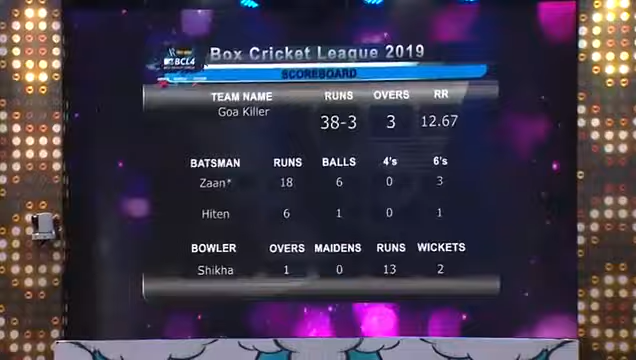 BCL4
Box Cricket League 2019
SCOREBOARD
TEAM NAME RUNS OVERS RR
Goa Killer 38-3 3 12.67
BATSMAN RUNS BALLS 4's 6's
Zaan* 18 6 0 3
Hiten 6 1 0 1
BOWLER OVERS MAIDENS RUNS WICKETS
Shikha 1 0 13 2